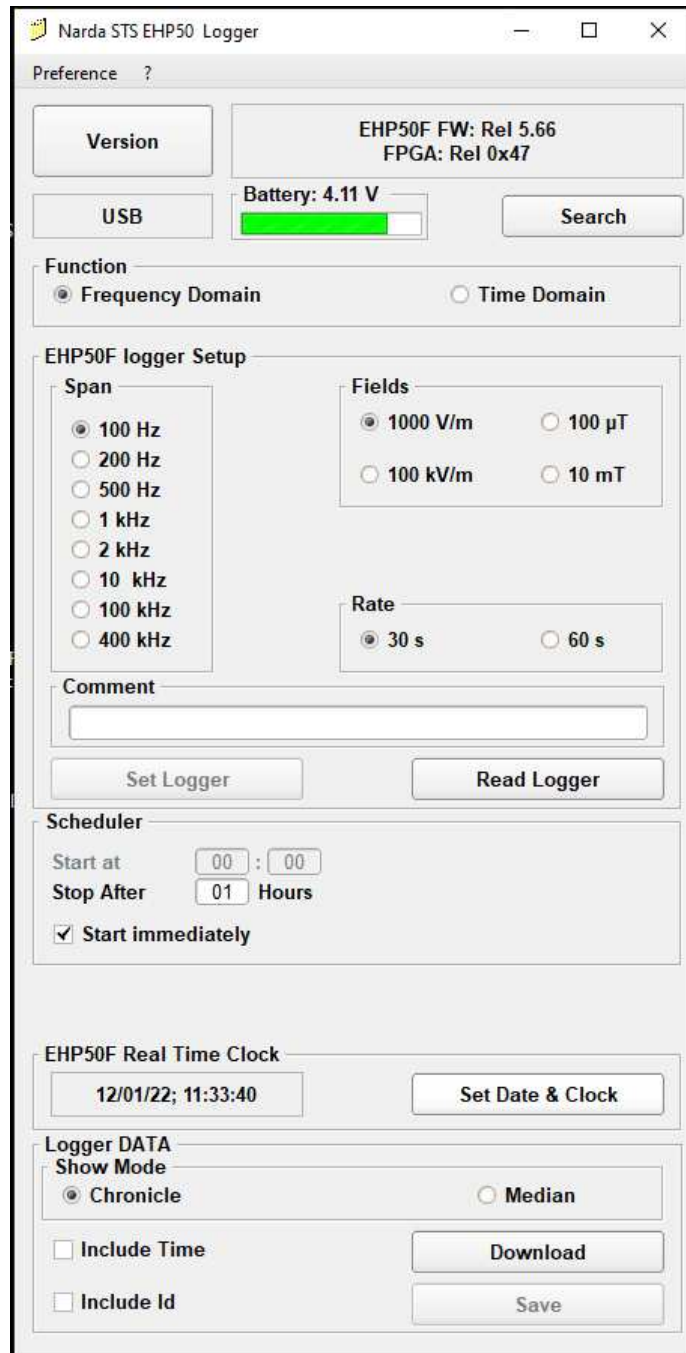 Narda STS EHP50 Logger
Preference ?
Version
EHP50F FW: Rel 5.66
FPGA: Rel 0x47
USB
Battery: 4.11 V
Search
Function
Frequency Domain
Time Domain
EHP50F logger Setup
Span
100 Hz
200 Hz
500 Hz
1 kHz
2 kHz
10 kHz
100 kHz
400 kHz
Fields
1000 V/m
100 µT
100 kV/m
10 mT
Rate
30 s
60 s
Comment
Set Logger
Read Logger
Scheduler
Start at 00 : 00
Stop After 01 Hours
Start immediately
EHP50F Real Time Clock
12/01/22; 11:33:40
Set Date & Clock
Logger DATA
Show Mode
Chronicle
Median
Include Time
Download
Include Id
Save